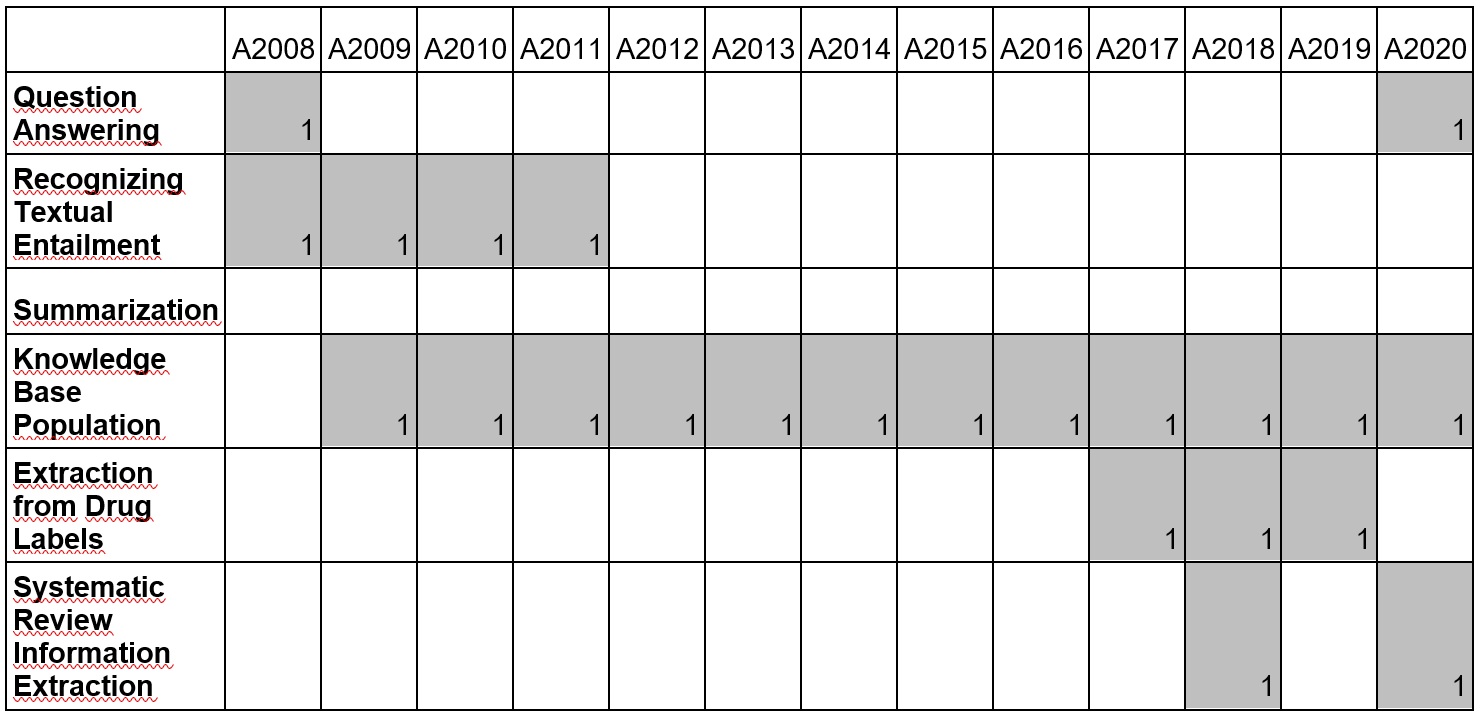 A2008 A2009 A2010 A2011 A2012 A2013 A2014 A2015 A2016 A2017 A2018 A2019 A2020
Question
Answering 1 1
Recognizing
Textual
Entailment 1 1 1 1
Summarization
Knowledge
Base
Population 1 1 1 1 1 1 1 1 1 1 1 1
Extraction
from Drug
Labels 1 1 1
Systematic
Review
Information
Extraction 1 1